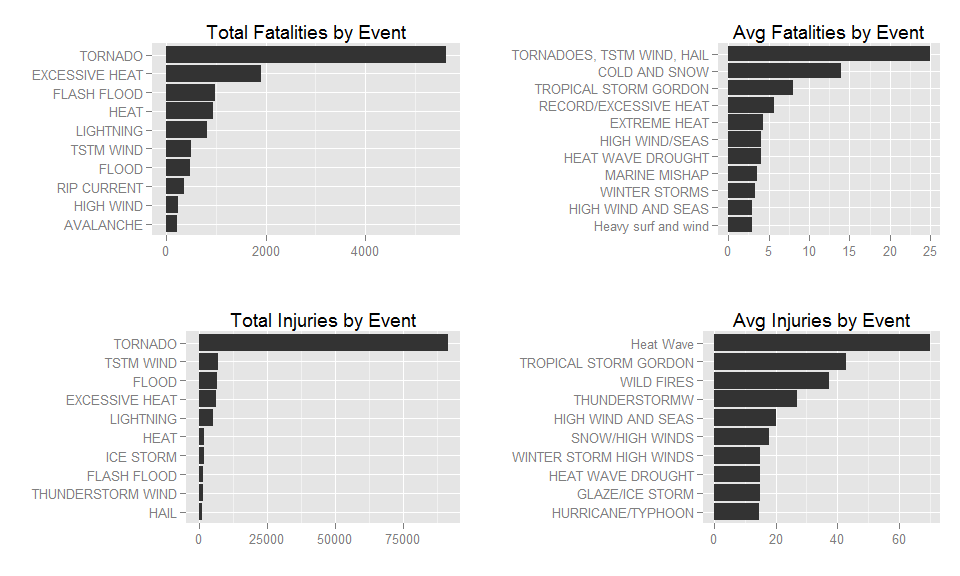 Total Fatalities by Event
TORNADO
EXCESSIVE HEAT
FLASH FLOOD
HEAT
LIGHTNING
TSTM WIND
FLOOD
RIP CURRENT
HIGH WIND
AVALANCHE
0 2000 4000
Avg Fatalities by Event
TORNADOES, TSTM WIND, HAIL
COLD AND SNOW
TROPICAL STORM GORDON
RECORD/EXCESSIVE HEAT
EXTREME HEAT
HIGH WIND/SEAS
HEAT WAVE DROUGHT
MARINE MISHAP
WINTER STORMS
HIGH WIND AND SEAS
Heavy surf and wind
0 5 10 15 20 25
Total Injuries by Event
TORNADO
TSTM WIND
FLOOD
EXCESSIVE HEAT
LIGHTNING
HEAT
ICE STORM
FLASH FLOOD
THUNDERSTORM WIND
HAIL
0 25000 50000 75000
Avg Injuries by Event
Heat Wave
TROPICAL STORM GORDON
WILD FIRES
THUNDERSTORMW
HIGH WIND AND SEAS
SNOW/HIGH WINDS
WINTER STORM HIGH WINDS
HEAT WAVE DROUGHT
GLAZE/ICE STORM
HURRICANE/TYPHOON
0 20 40 60